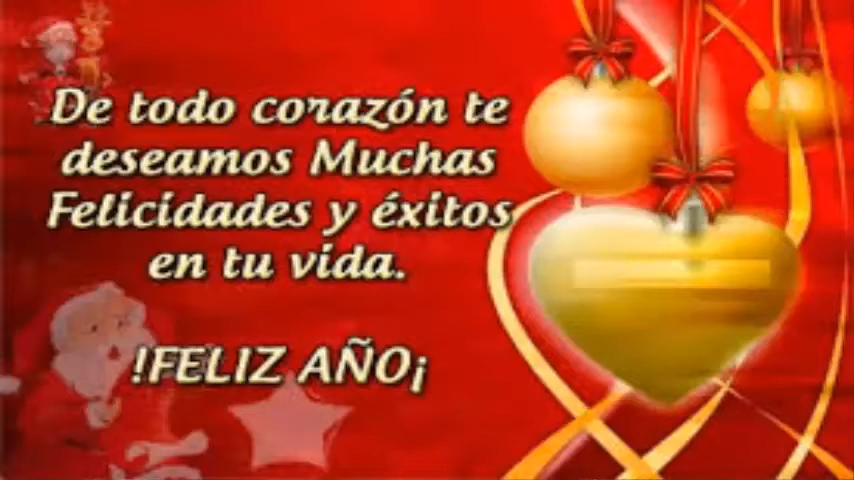 De todo corazón te
deseamos Muchas
Felicidades y éxitos
en tu vida.
!FELIZ AÑO¡